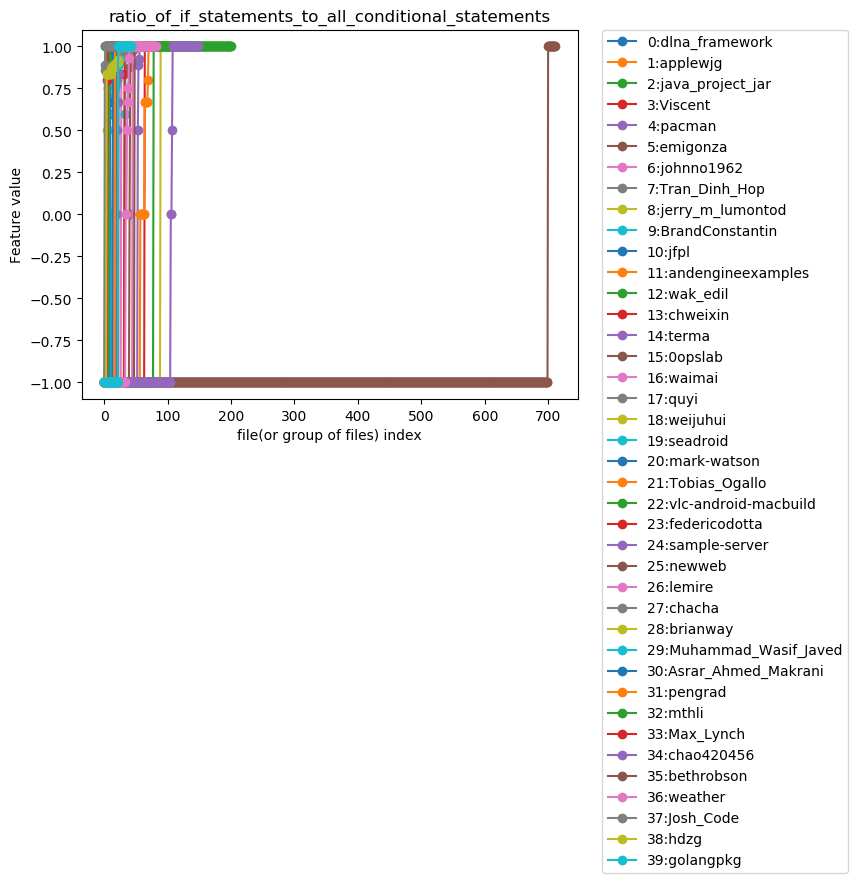 ratio_of_if_statements_to_all_conditional_statements
1.00
0.75
0.50
0.25
0.00
−0.25
−0.50
−0.75
−1.00
Feature value
0 100 200 300 400 500 600 700
file(or group of files) index
0:dlna_framework
1:applewjg
2:java_project_jar
3:Viscent
4:pacman
5:emigonza
6:johnno1962
7:Tran_Dinh_Hop
8:jerry_m_lumontod
9:BrandConstantin
10:jfpl
11:andengineexamples
12:wak_edil
13:chweixin
14:terma
15:0opslab
16:waimai
17:quyi
18:weijuhui
19:seadroid
20:mark-watson
21:Tobias_Ogallo
22:vlc-android-macbuild
23:federicodotta
24:sample-server
25:newweb
26:lemire
27:chacha
28:brianway
29:Muhammad_Wasif_Javed
30:Asrar_Ahmed_Makrani
31:pengrad
32:mthli
33:Max_Lynch
34:chao420456
35:bethrobson
36:weather
37:Josh_Code
38:hdzg
39:golangpkg